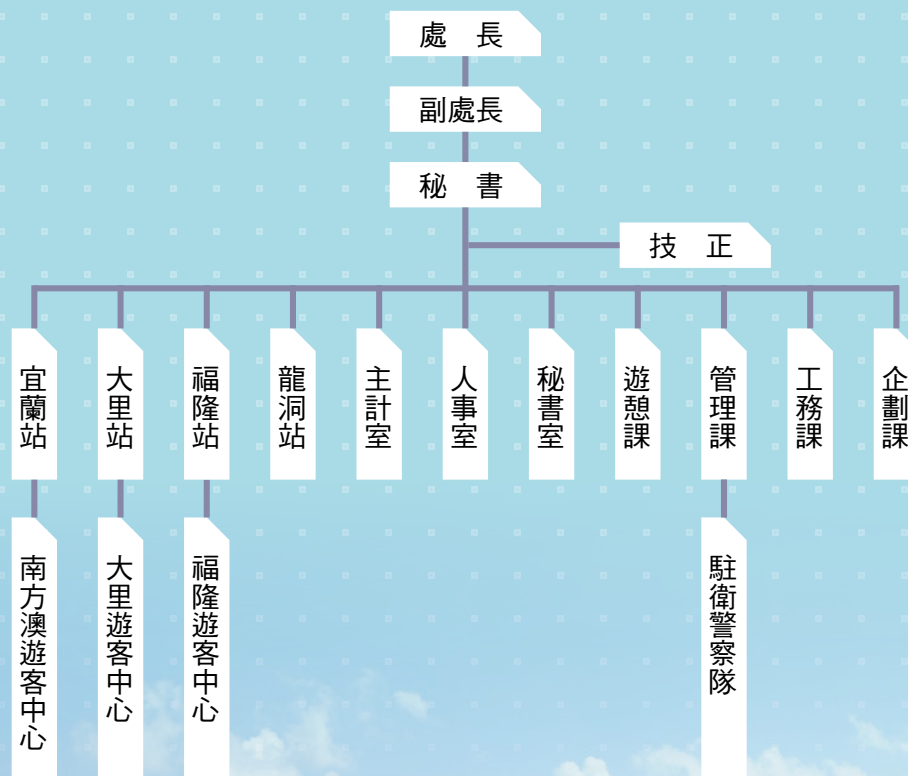 處 長
副處長
秘 書
技 正
宜蘭站
大里站
福隆站
龍洞站
主計室
人事室
秘書室
遊憩課
管理課
工務課
企劃課
南方澳遊客中心
大里遊客中心
福隆遊客中心
駐衛警察隊